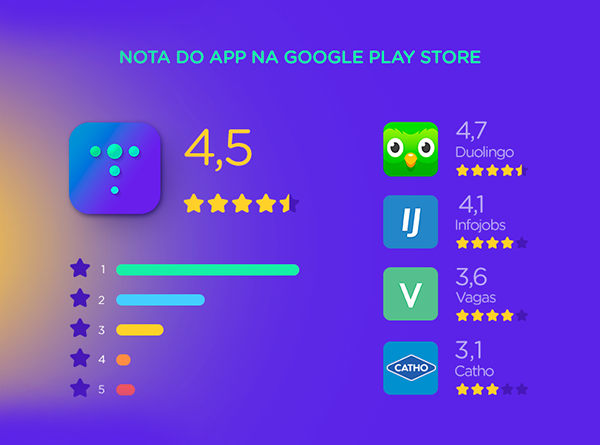 NOTA DO APP NA GOOGLE PLAY STORE
4,5
1
2
3
4
5
4,7
Duolingo
IJ
4,1
Infojobs
V
3,6
Vagas
CATHO
3,1
Catho